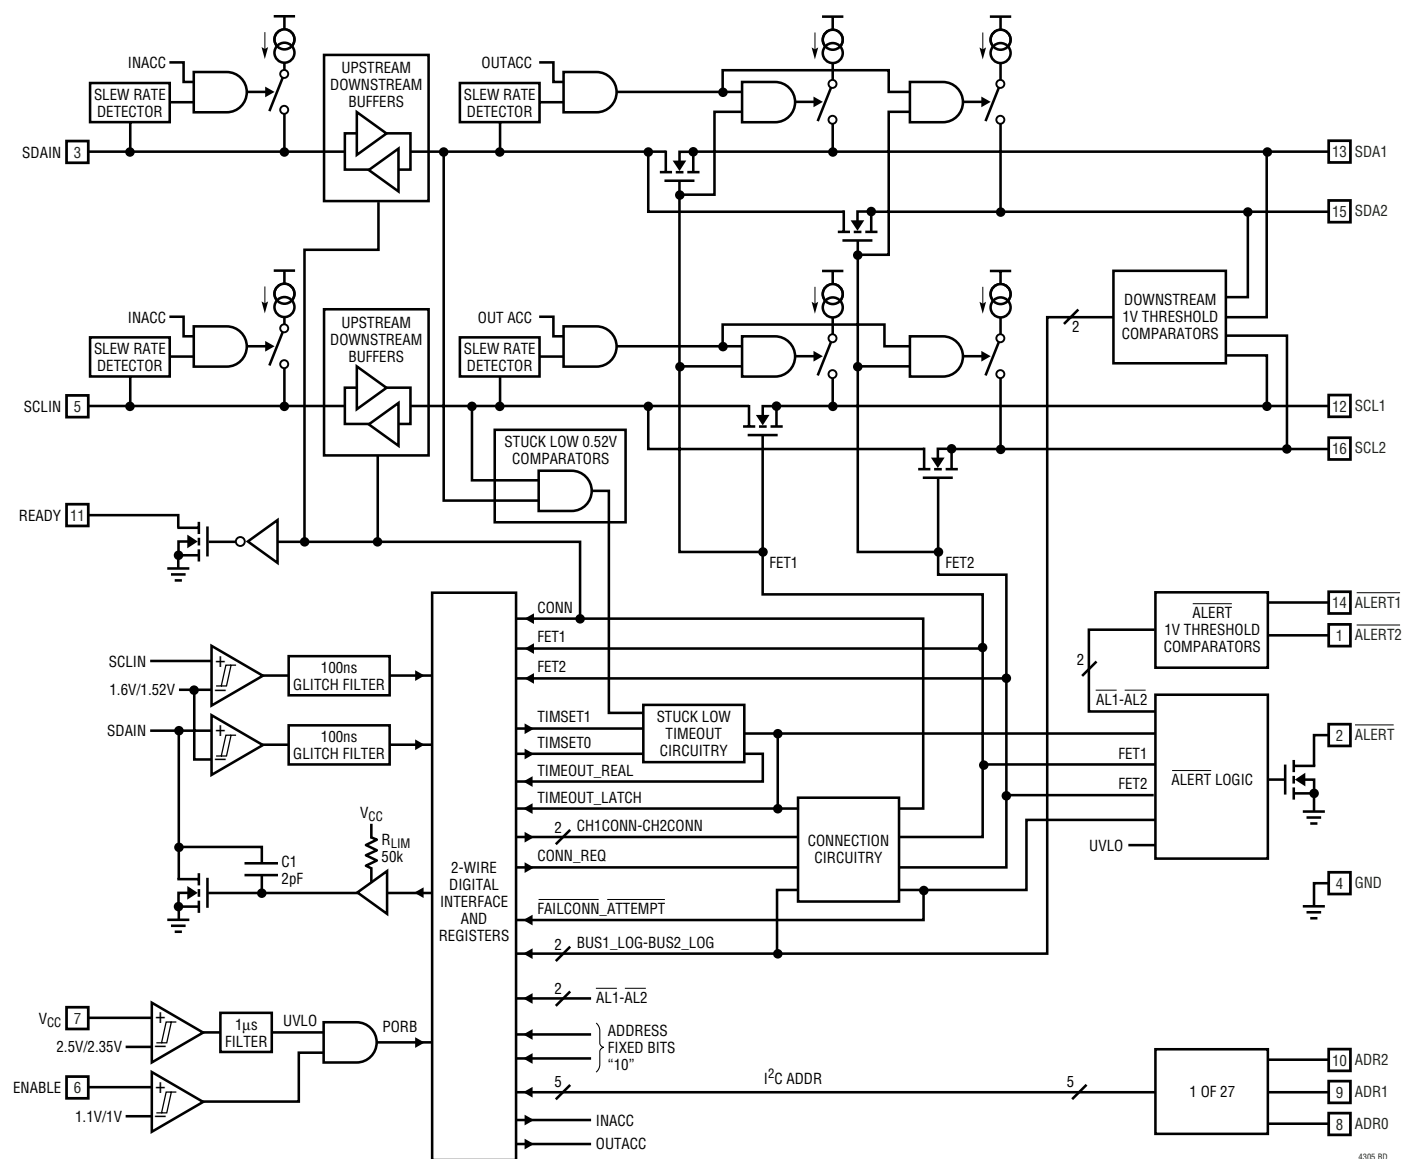 INACC
SLEW RATE
DETECTOR
UPSTREAM
DOWNSTREAM
BUFFERS
OUTACC
SLEW RATE
DETECTOR
SDAIN 3
13 SDA1
15 SDA2
INACC
SLEW RATE
DETECTOR
UPSTREAM
DOWNSTREAM
BUFFERS
OUT ACC
SLEW RATE
DETECTOR
DOWNSTREAM
1V THRESHOLD
COMPARATORS
2
SCLIN 5
12 SCL1
16 SCL2
STUCK LOW 0.52V
COMPARATORS
READY 11
FET1
FET2
CONN
FET1
FET2
ALERT
1V THRESHOLD
COMPARATORS
14 ALERT1
1 ALERT2
2
AL1-AL2
SCLIN
1.6V/1.52V
100ns
GLITCH FILTER
SDAIN
100ns
GLITCH FILTER
TIMSET1
TIMSET0
TIMEOUT_REAL
TIMEOUT_LATCH
STUCK LOW
TIMEOUT
CIRCUITRY
2 ALERT
FET1
FET2
ALERT LOGIC
UVLO
VCC
RLIM
50k
C1
2pF
2-WIRE
DIGITAL
INTERFACE
AND
REGISTERS
2 CH1CONN-CH2CONN
CONN_REQ
CONNECTION
CIRCUITRY
FAILCONN_ATTEMPT
2 BUS1_LOG-BUS2_LOG
4 GND
2 AL1-AL2
VCC 7
2.5V/2.35V
1µs
FILTER
UVLO
PORB
ENABLE 6
1.1V/1V
ADDRESS
FIXED BITS
“10”
5
I2C ADDR
5
1 OF 27
10 ADR2
9 ADR1
8 ADR0
INACC
OUTACC
4305 BD